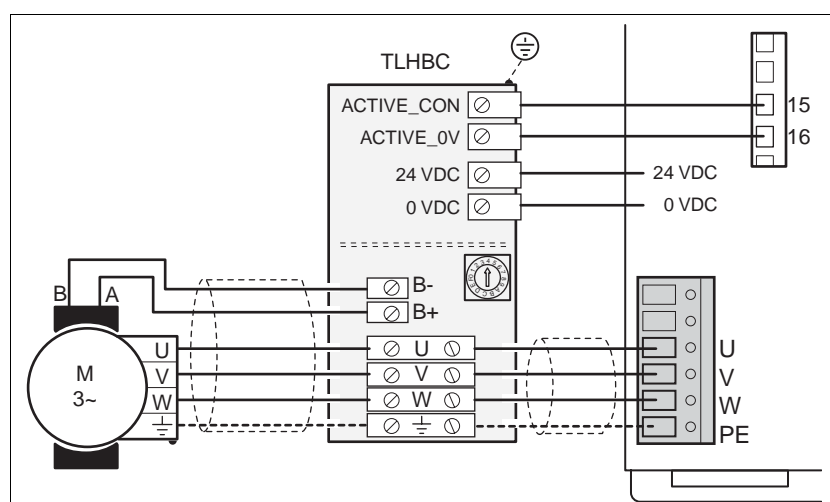 TLHBC
ACTIVE_CON 15
ACTIVE_0V 16
24 VDC 24 VDC
0 VDC 0 VDC
B-
B A
B+
U U U
M
3~
V V V
W W W
PE